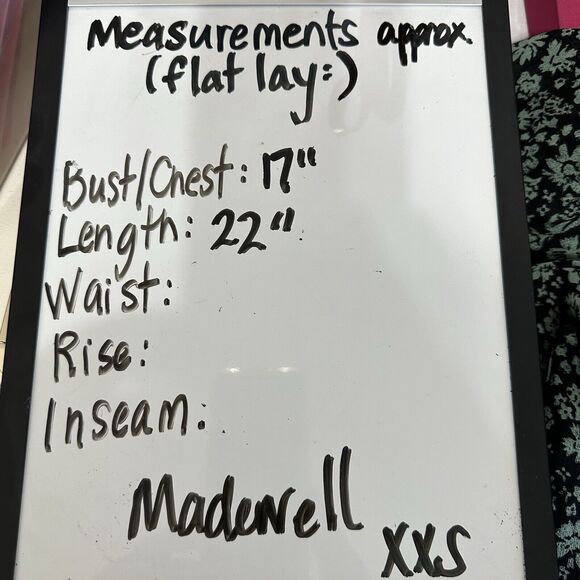 Measurements approx.
(flat lay:)
Bust/Chest: 17"
Length: 22"
Waist:
Rise:
Inseam:
Madewell
XXS